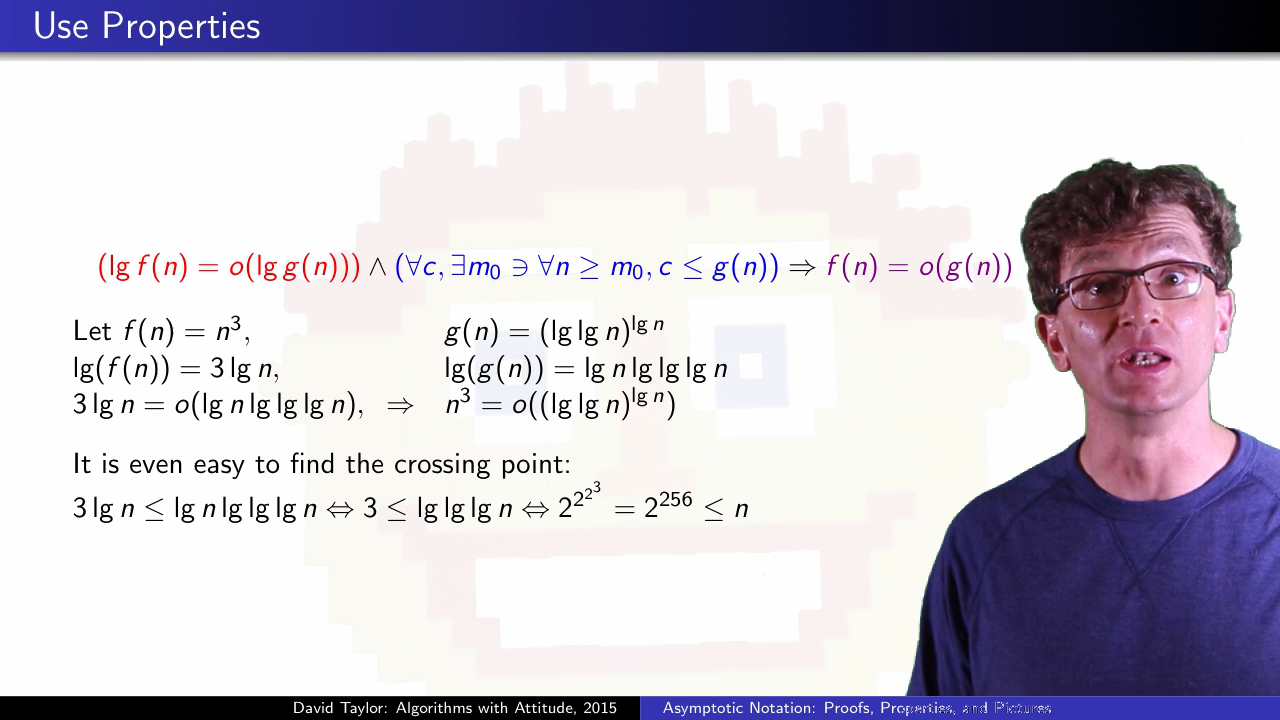 Use Properties
(lg f(n) = o(lg g(n))) ∧ (∀c, ∃m₀ ∋ ∀n ≥ m₀, c ≤ g(n)) ⇒ f(n) = o(g(n))
Let f(n) = n³, g(n) = (lg lg n)^{lg n}
lg(f(n)) = 3 lg n, lg(g(n)) = lg n lg lg lg n
3 lg n = o(lg n lg lg lg n), ⇒ n³ = o((lg lg n)^{lg n})
It is even easy to find the crossing point:
3 lg n ≤ lg n lg lg lg n ⇔ 3 ≤ lg lg lg n ⇔ 2^{2^{2^3}} = 2^{256} ≤ n
David Taylor: Algorithms with Attitude, 2015
Asymptotic Notation: Proofs, Properties, and Pictures